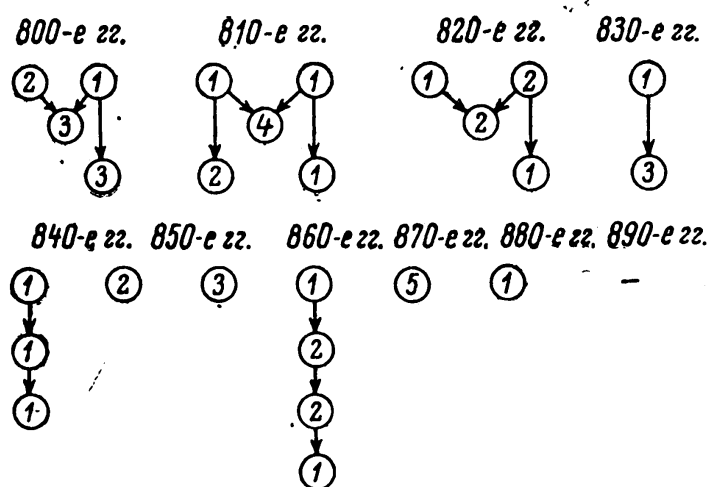 800-е гг. 810-е гг. 820-е гг. 830-е гг.
2 1 1 1 1 2 1
3 4 2
3 2 1 1 3
840-е гг. 850-е гг. 860-е гг. 870-е гг. 880-е гг. 890-е гг.
1 2 3 1 5 1 —
1 2
1 2
1